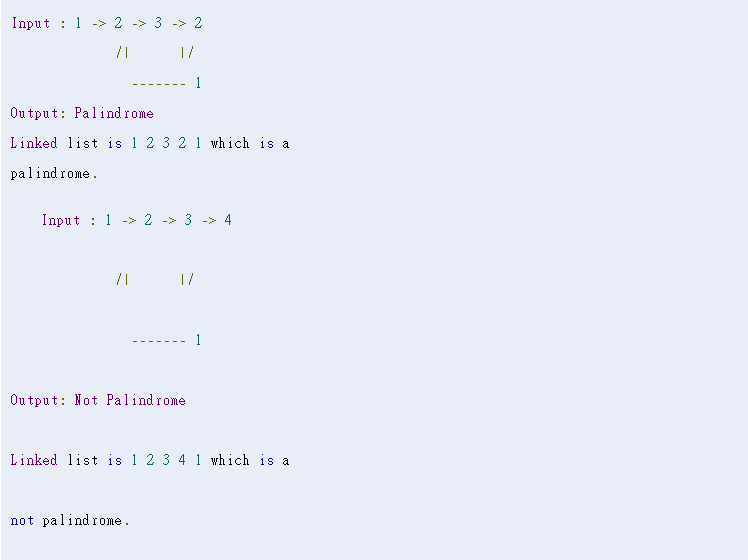 Input : 1 -> 2 -> 3 -> 2
/|      |/
------- 1
Output: Palindrome
Linked list is 1 2 3 2 1 which is a
palindrome.
Input : 1 -> 2 -> 3 -> 4
/|      |/
------- 1
Output: Not Palindrome
Linked list is 1 2 3 4 1 which is a
not palindrome.